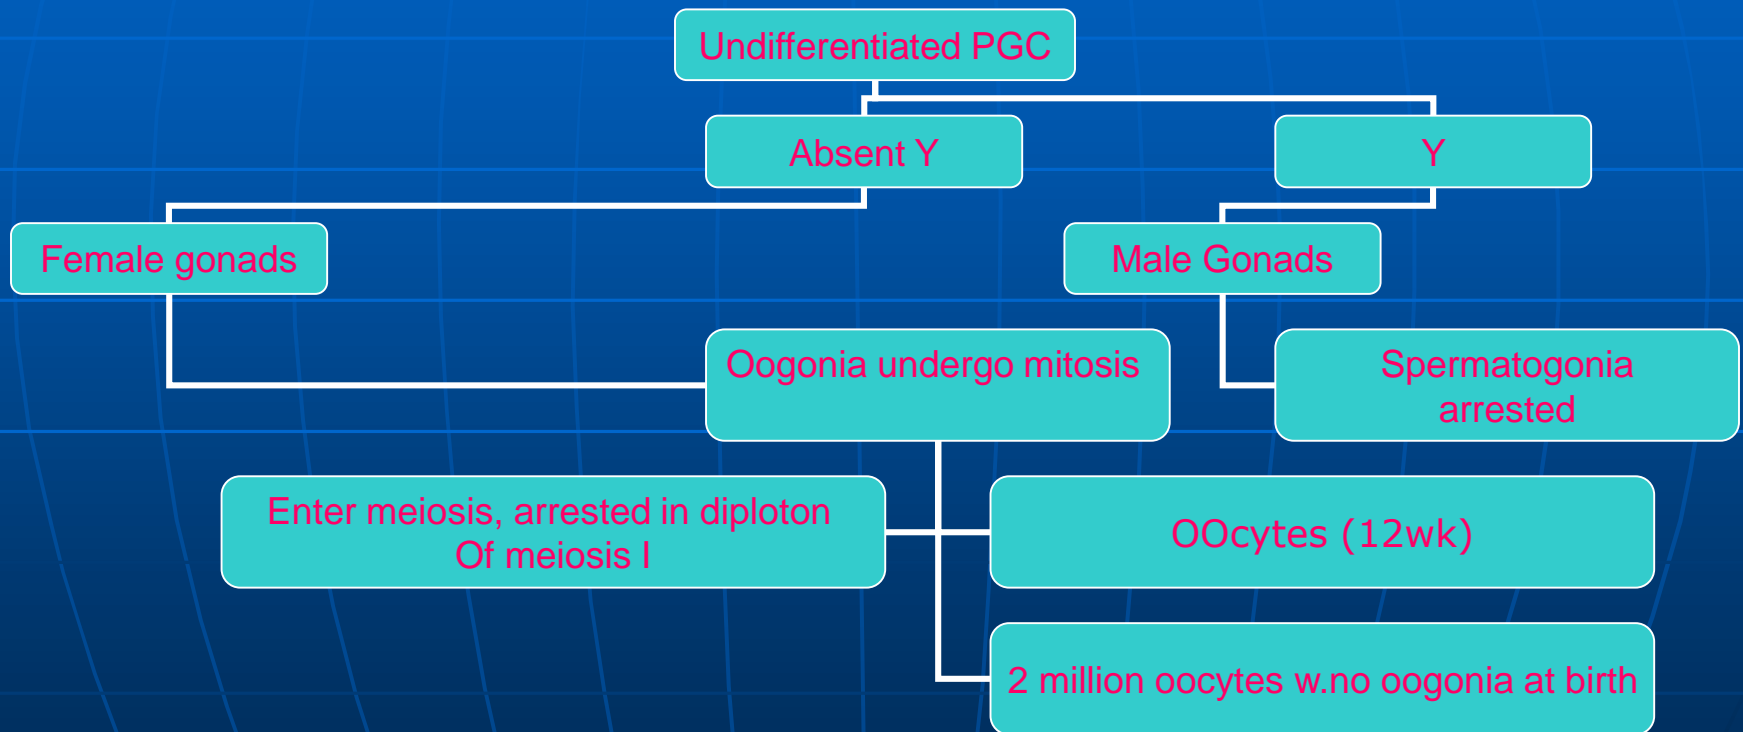 Undifferentiated PGC
Absent Y
Y
Female gonads
Male Gonads
Oogonia undergo mitosis
Spermatogonia
arrested
Enter meiosis, arrested in diploton
Of meiosis I
OOcytes (12wk)
2 million oocytes w.no oogonia at birth